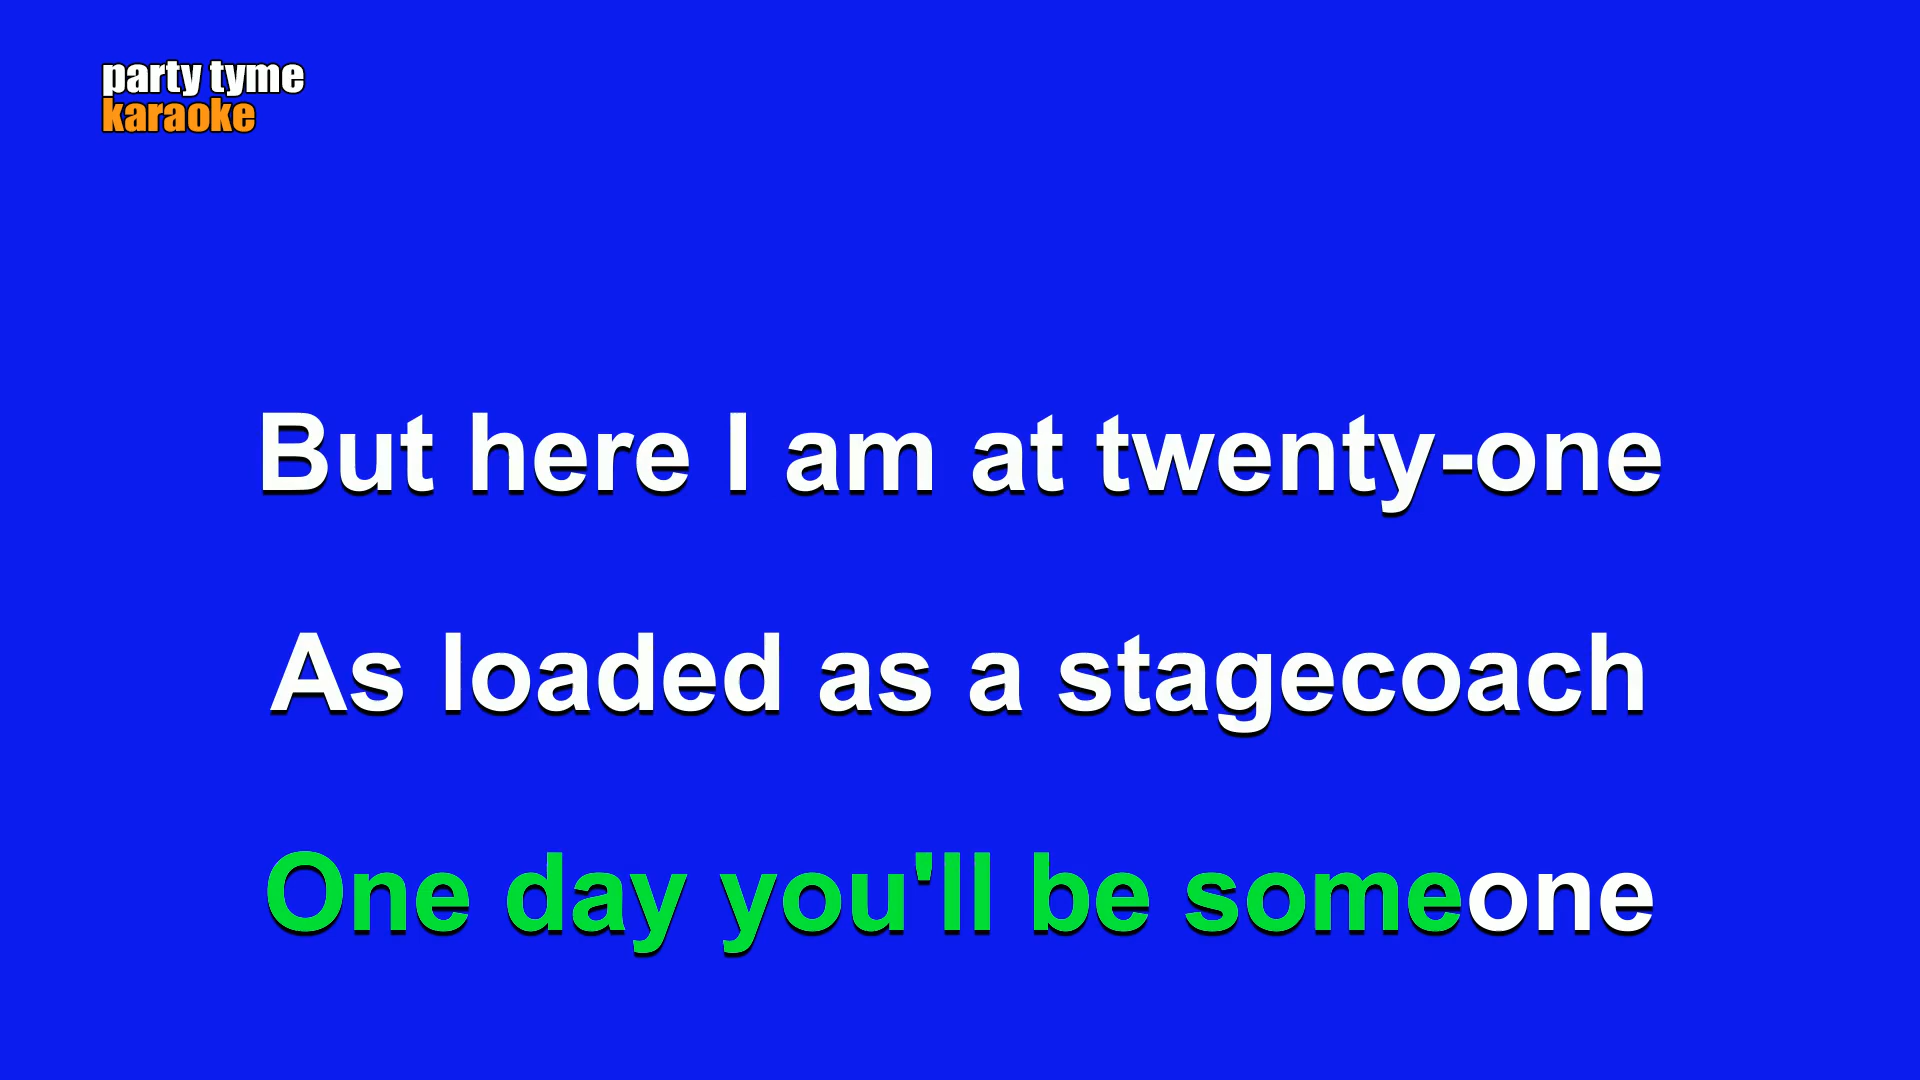 party tyme
karaoke
But here I am at twenty-one
As loaded as a stagecoach
One day you'll be someone